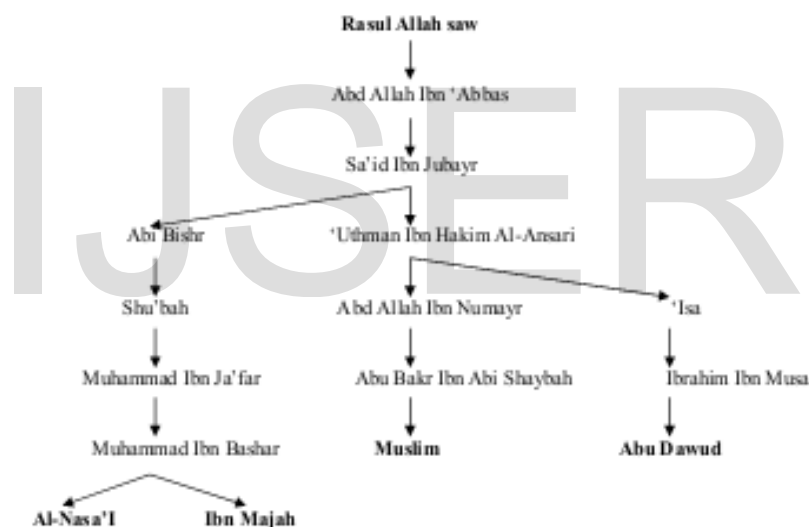 Rasul Allah saw
Abd Allah Ibn ‘Abbas
Sa’id Ibn Jubayr
Abi Bishr ‘Uthman Ibn Hakim Al-Ansari
Shu’bah Abd Allah Ibn Numayr ‘Isa
Muhammad Ibn Ja’far Abu Bakr Ibn Abi Shaybah Ibrahim Ibn Musa
Muhammad Ibn Bashar Muslim Abu Dawud
Al-Nasa’I Ibn Majah
IJSER